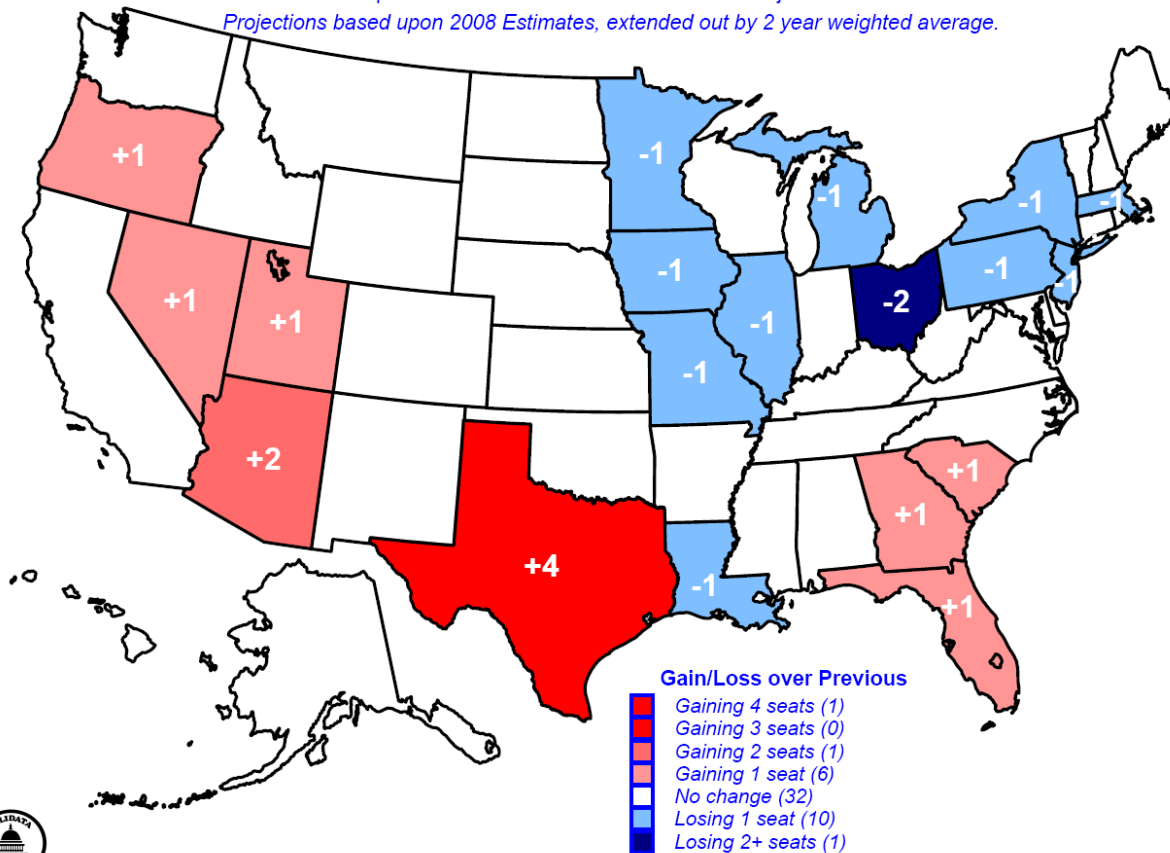 Projections based upon 2008 Estimates, extended out by 2 year weighted average.
+1
-1
-1
-1
-1
-1
-1
-1
-2
+1
+1
-1
-1
-1
+2
+1
+1
+4
-1
+1
Gain/Loss over Previous
Gaining 4 seats (1)
Gaining 3 seats (0)
Gaining 2 seats (1)
Gaining 1 seat (6)
No change (32)
Losing 1 seat (10)
Losing 2+ seats (1)
LIDATA